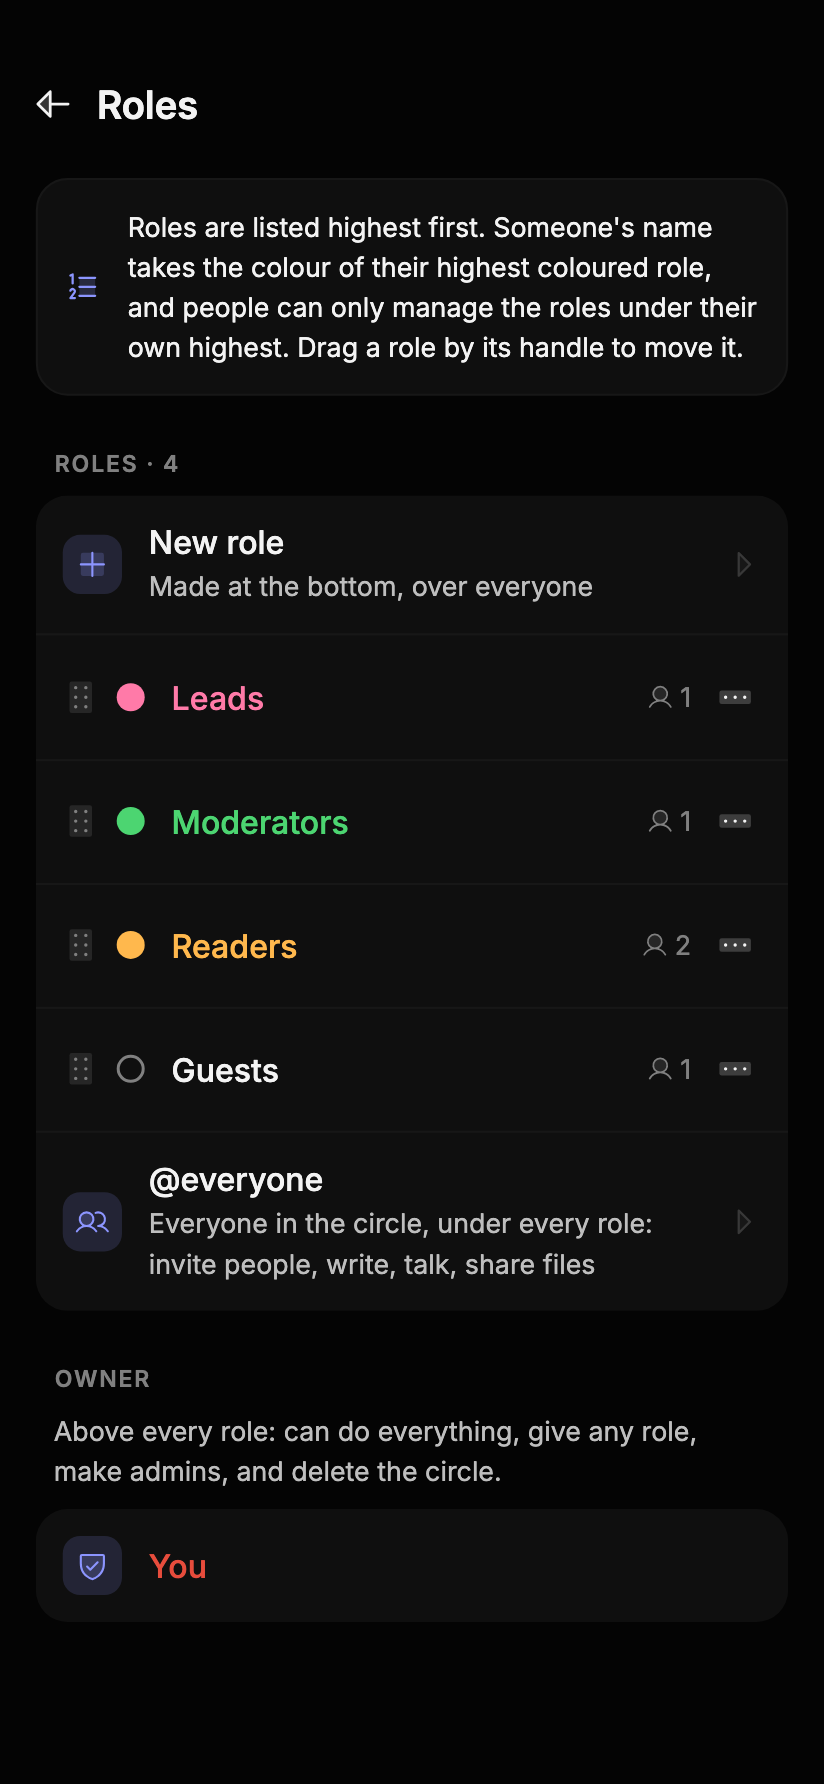 Roles
Roles are listed highest first. Someone's name
takes the colour of their highest coloured role,
and people can only manage the roles under their
own highest. Drag a role by its handle to move it.
ROLES · 4
New role
Made at the bottom, over everyone
Leads 1
Moderators 1
Readers 2
Guests 1
@everyone
Everyone in the circle, under every role:
invite people, write, talk, share files
OWNER
Above every role: can do everything, give any role,
make admins, and delete the circle.
You